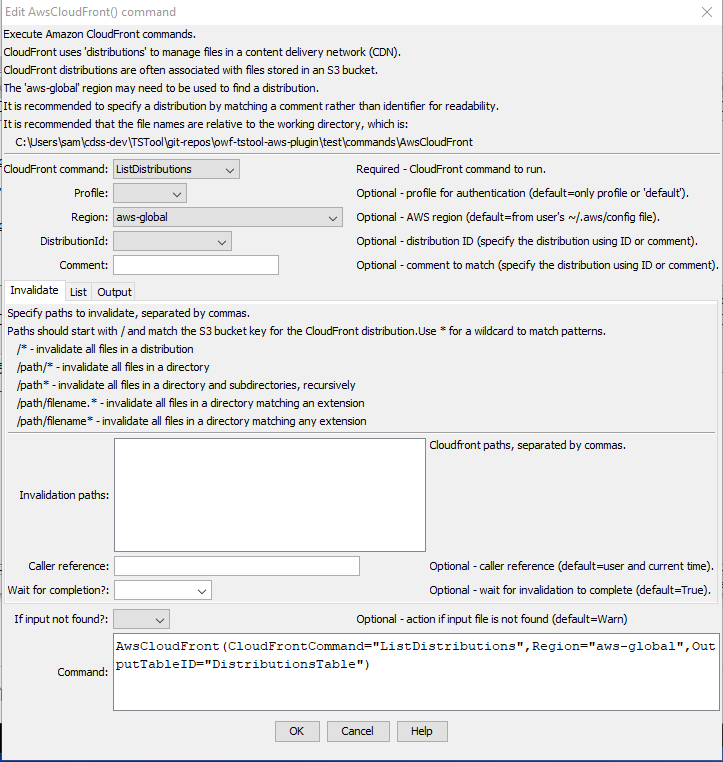 Edit AwsCloudFront() command
Execute Amazon CloudFront commands.
CloudFront uses 'distributions' to manage files in a content delivery network (CDN).
CloudFront distributions are often associated with files stored in an S3 bucket.
The 'aws-global' region may need to be used to find a distribution.
It is recommended to specify a distribution by matching a comment rather than identifier for readability.
It is recommended that the file names are relative to the working directory, which is:
C:\Users\sam\cdss-dev\TSTool\git-repos\owf-tstool-aws-plugin\test\commands\AwsCloudFront
CloudFront command: ListDistributions Required - CloudFront command to run.
Profile: Optional - profile for authentication (default=only profile or 'default').
Region: aws-global Optional - AWS region (default=from user's ~/.aws/config file).
DistributionId: Optional - distribution ID (specify the distribution using ID or comment).
Comment: Optional - comment to match (specify the distribution using ID or comment).
Invalidate List Output
Specify paths to invalidate, separated by commas.
Paths should start with / and match the S3 bucket key for the CloudFront distribution.Use * for a wildcard to match patterns.
/* - invalidate all files in a distribution
/path/* - invalidate all files in a directory
/path* - invalidate all files in a directory and subdirectories, recursively
/path/filename.* - invalidate all files in a directory matching an extension
/path/filename* - invalidate all files in a directory matching any extension
Invalidation paths: Cloudfront paths, separated by commas.
Caller reference: Optional - caller reference (default=user and current time).
Wait for completion?: Optional - wait for invalidation to complete (default=True).
If input not found?: Optional - action if input file is not found (default=Warn)
Command: AwsCloudFront(CloudFrontCommand="ListDistributions",Region="aws-global",Out
putTableID="DistributionsTable")
OK Cancel Help